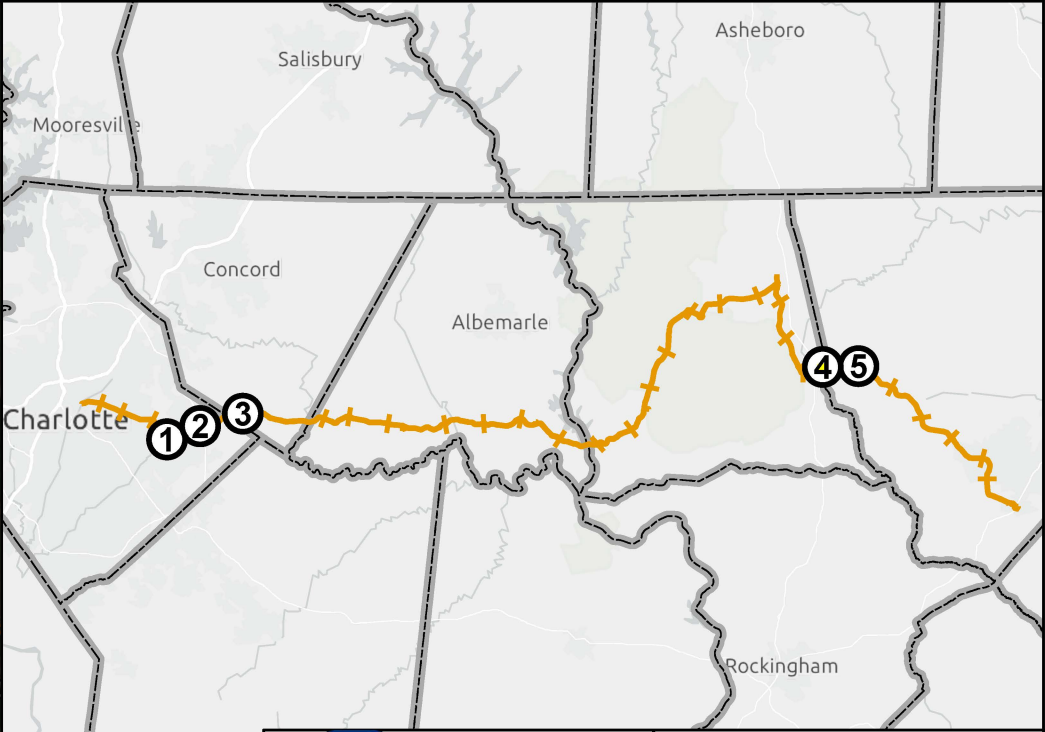 Asheboro
Salisbury
Mooresville
Concord
Albemarle
Charlotte
1
2
3
4
5
Rockingham